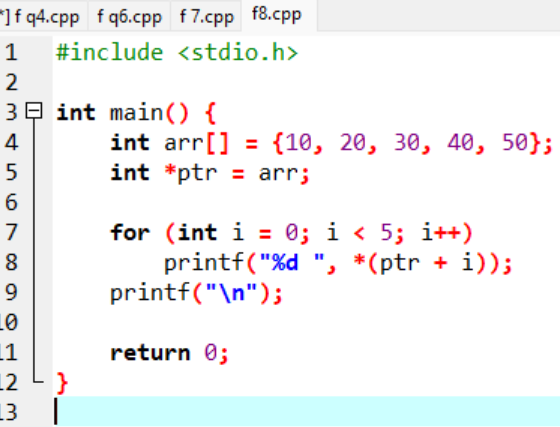 *] f q4.cpp f q6.cpp f 7.cpp f8.cpp
1 #include <stdio.h>
2
3 int main() {
4     int arr[] = {10, 20, 30, 40, 50};
5     int *ptr = arr;
6
7     for (int i = 0; i < 5; i++)
8         printf("%d ", *(ptr + i));
9     printf("\n");
10
11     return 0;
12 }
13